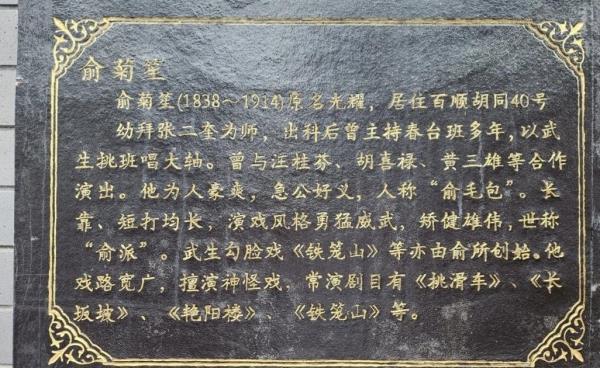 俞菊笙
俞菊笙(1838～1914)原名光耀，居住百顺胡同40号
幼拜张二奎为师，出科后曾主持春台班多年，以武
生挑班唱大轴。曾与汪桂芬、胡喜禄、黄三雄等合作
演出。他为人豪爽，急公好义，人称“俞毛包”。长
靠、短打均长，演戏风格勇猛威武，矫健雄伟，世称
“俞派”。武生勾脸戏《铁笼山》等亦由俞所创始。他
戏路宽广，擅演神怪戏，常演剧目有《挑滑车》、《长
坂坡》、《艳阳楼》、《铁笼山》等。